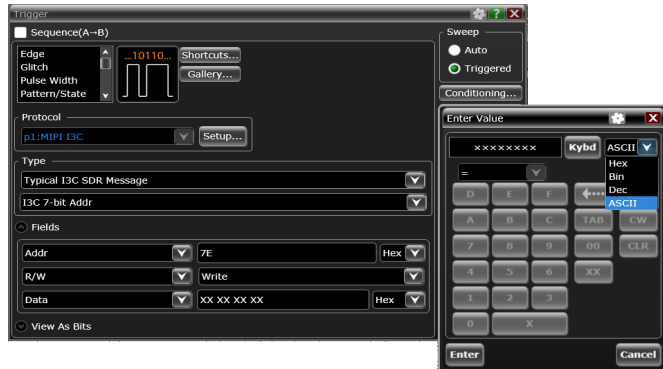 Trigger
?
X
Sequence(A→B)
Edge
Glitch
Pulse Width
Pattern/State
...10110...
Shortcuts...
Gallery...
Sweep
Auto
Triggered
Conditioning...
Protocol
p1:MIPI I3C
Setup...
Type
Typical I3C SDR Message
I3C 7-bit Addr
Fields
Addr
7E
Hex
R/W
Write
Data
XX XX XX XX
Hex
View As Bits
Enter Value
X
××××××××
Kybd
ASCII
Hex
Bin
Dec
ASCII
=
D E F
A B C TAB CW
7 8 9 00 CLR
4 5 6 XX
1 2 3
0 X
Enter
Cancel